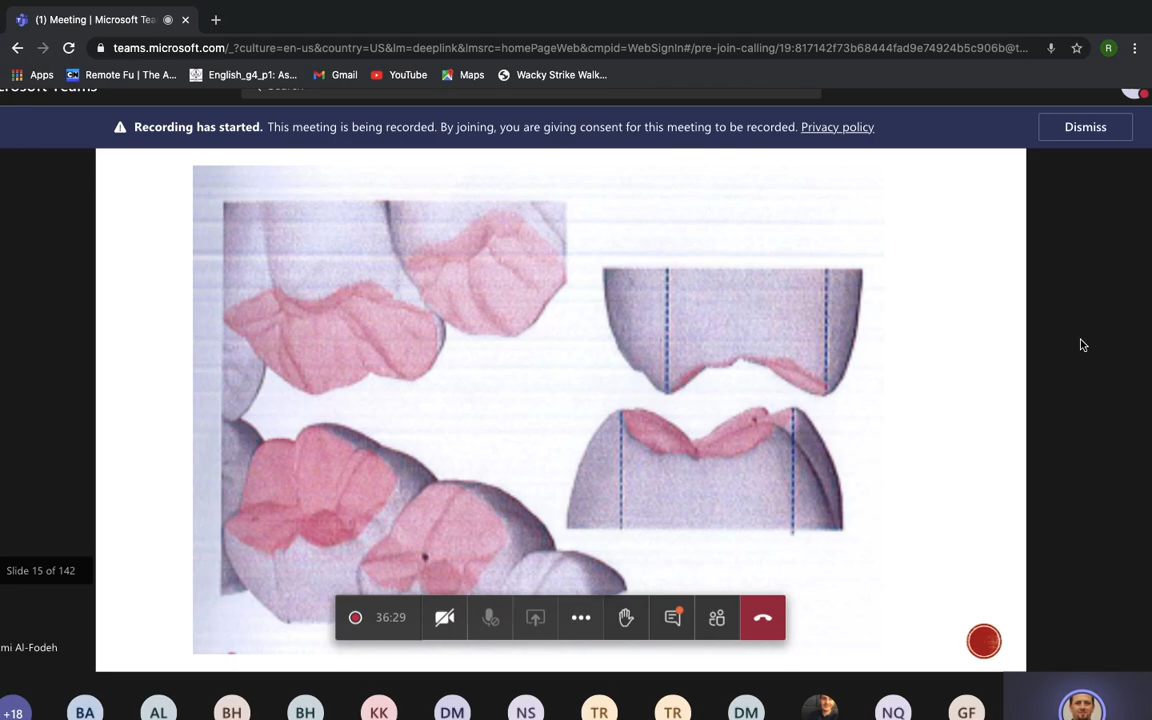 (1) Meeting | Microsoft Tea
teams.microsoft.com/_?culture=en-us&country=US&lm=deeplink&lmsrc=homePageWeb&cmpid=WebSignIn#/pre-join-calling/19:817142f73b68444fad9e74924b5c906b@t...
R
Apps
Remote Fu | The A...
English_g4_p1: As...
Gmail
YouTube
Maps
Wacky Strike Walk...
Recording has started. This meeting is being recorded. By joining, you are giving consent for this meeting to be recorded. Privacy policy
Dismiss
Slide 15 of 142
36:29
mi Al-Fodeh
+18
BA
AL
BH
BH
KK
DM
NS
TR
TR
DM
NQ
GF